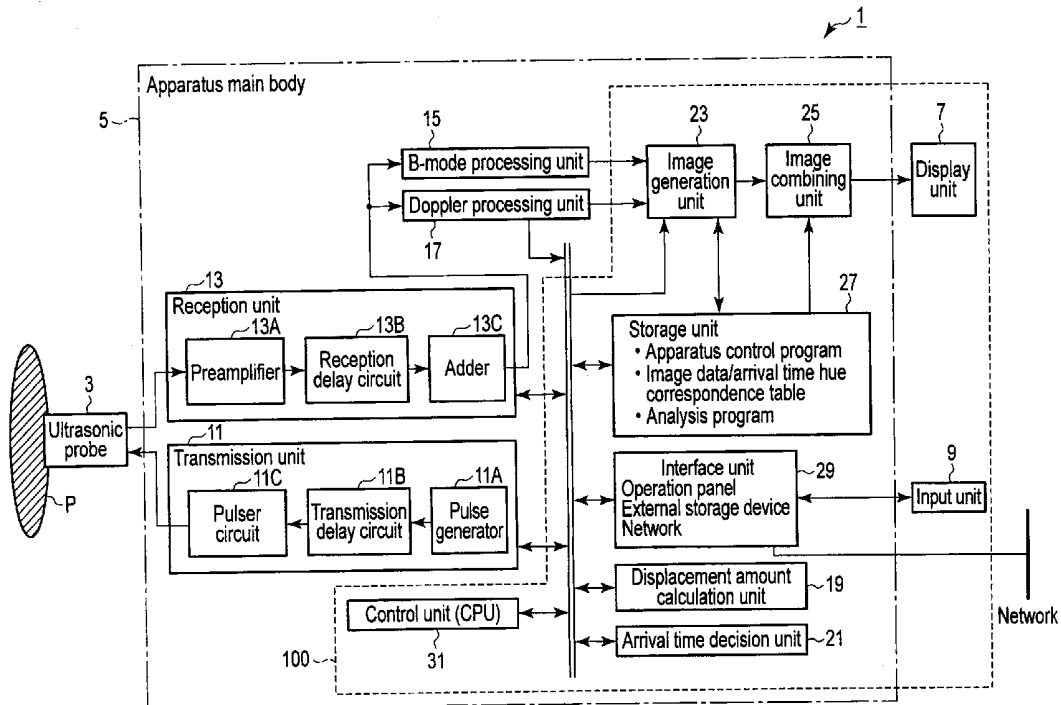 1
Apparatus main body
5
15
B-mode processing unit
Doppler processing unit
17
23
Image
generation
unit
25
Image
combining
unit
7
Display
unit
13
Reception unit
13A
Preamplifier
13B
Reception
delay circuit
13C
Adder
27
Storage unit
• Apparatus control program
• Image data/arrival time hue
correspondence table
• Analysis program
3
Ultrasonic
probe
P
11
Transmission unit
11C
Pulser
circuit
11B
Transmission
delay circuit
11A
Pulse
generator
Interface unit
Operation panel
External storage device
Network
29
9
Input unit
Displacement amount
calculation unit
19
Network
Control unit (CPU)
31
100
Arrival time decision unit
21